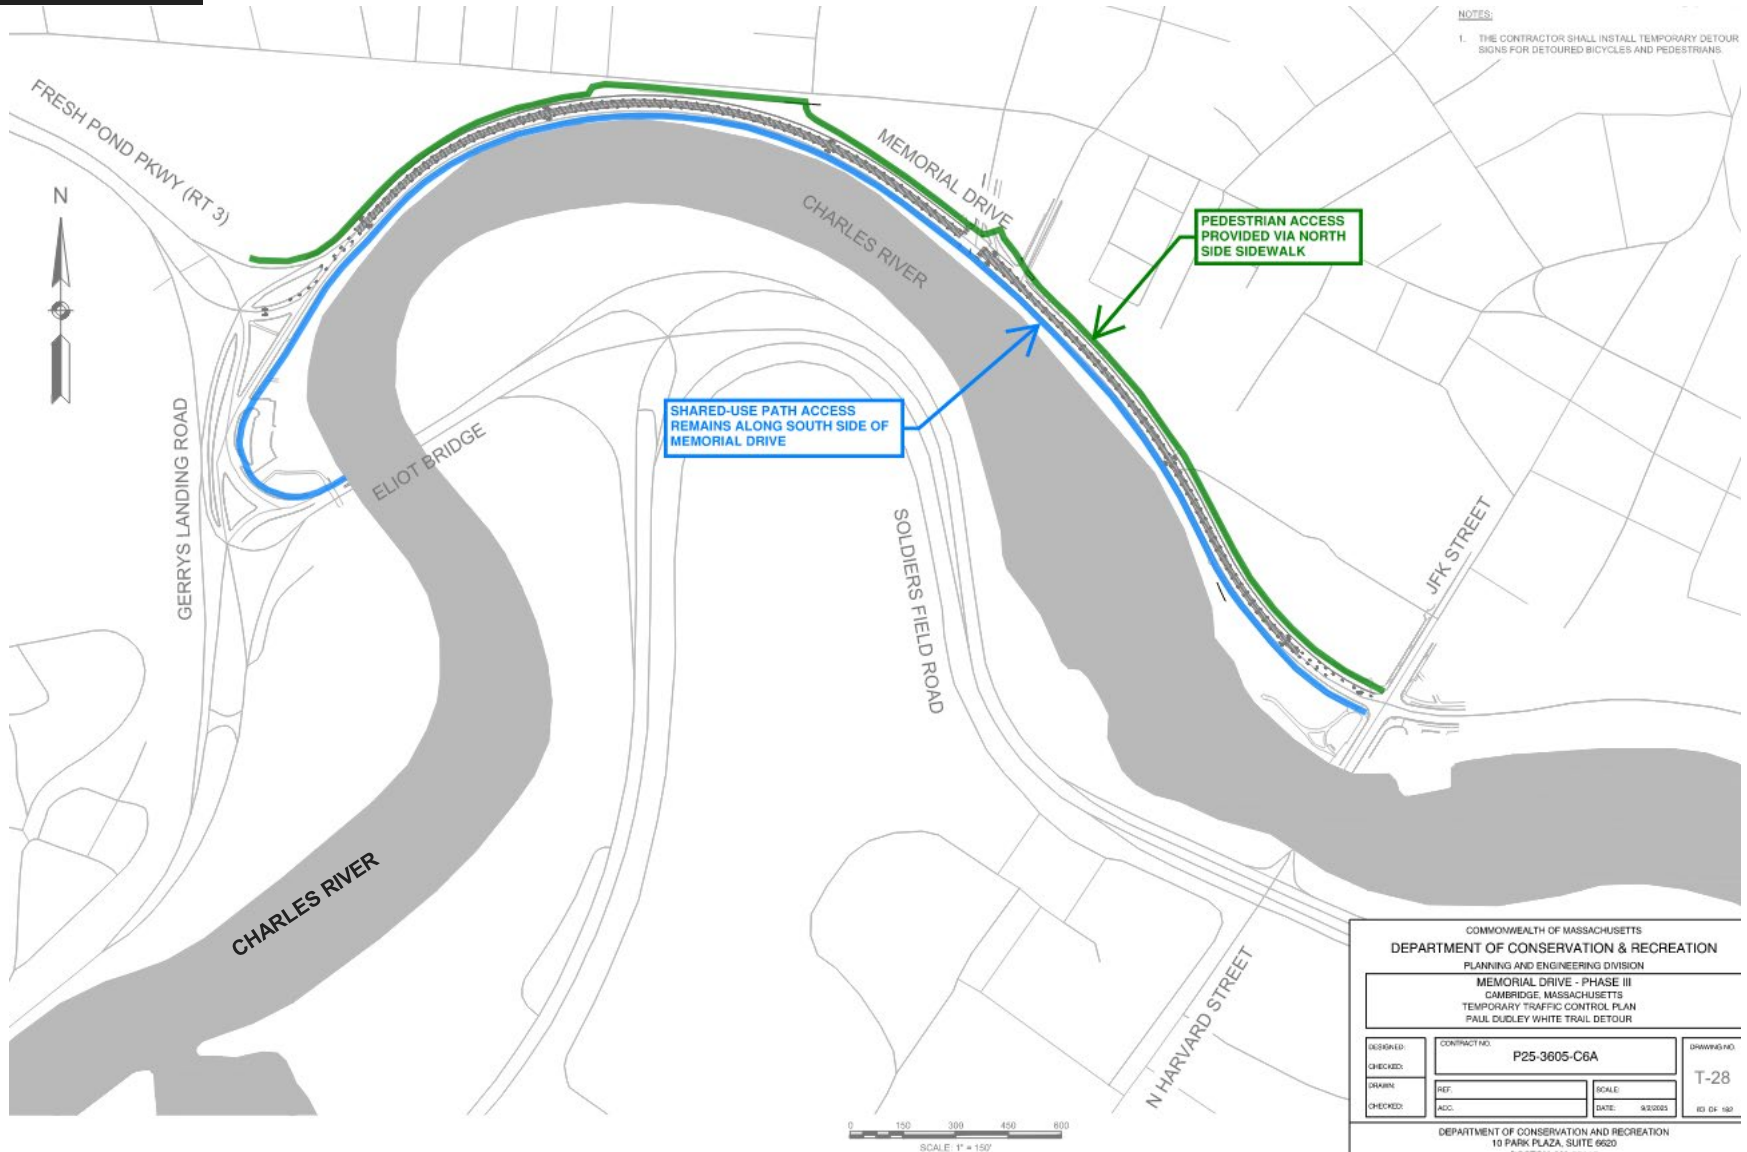 NOTES:
1. THE CONTRACTOR SHALL INSTALL TEMPORARY DETOUR
SIGNS FOR DETOURED BICYCLES AND PEDESTRIANS.
FRESH POND PKWY (RT 3)
N
MEMORIAL DRIVE
CHARLES RIVER
PEDESTRIAN ACCESS
PROVIDED VIA NORTH
SIDE SIDEWALK
SHARED-USE PATH ACCESS
REMAINS ALONG SOUTH SIDE OF
MEMORIAL DRIVE
GERRYS LANDING ROAD
ELIOT BRIDGE
SOLDIERS FIELD ROAD
JFK STREET
CHARLES RIVER
N HARVARD STREET
0 150 300 450 600
SCALE: 1" = 150'
COMMONWEALTH OF MASSACHUSETTS
DEPARTMENT OF CONSERVATION & RECREATION
PLANNING AND ENGINEERING DIVISION
MEMORIAL DRIVE - PHASE III
CAMBRIDGE, MASSACHUSETTS
TEMPORARY TRAFFIC CONTROL PLAN
PAUL DUDLEY WHITE TRAIL DETOUR
DESIGNED:
CHECKED:
DRAWN:
CHECKED:
CONTRACT NO.
P25-3605-C6A
REF.
ACC.
SCALE:
DATE: 9/2/2025
DRAWING NO.
T-28
OF 182
DEPARTMENT OF CONSERVATION AND RECREATION
10 PARK PLAZA, SUITE 6620